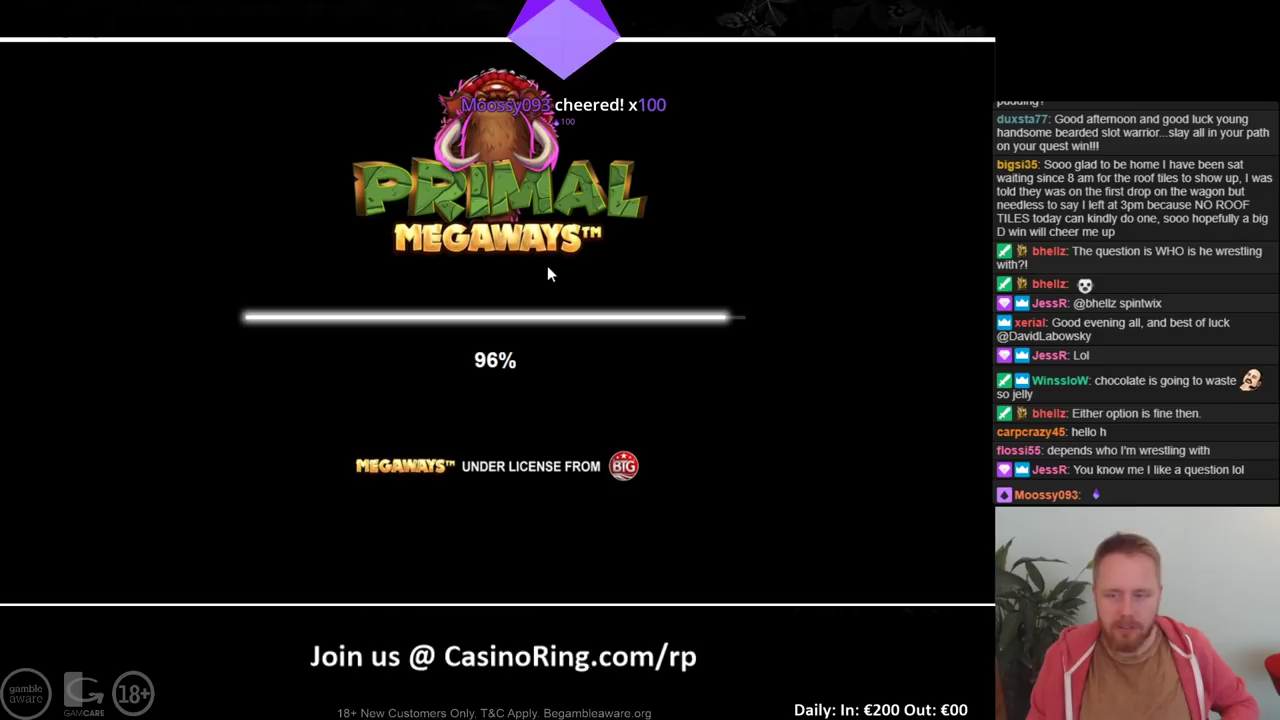 Moossy093 cheered! x100
100
PRIMAL
MEGAWAYS™
96%
MEGAWAYS™ UNDER LICENSE FROM BTG
pudding?
duxsta77: Good afternoon and good luck young
handsome bearded slot warrior...slay all in your path
on your quest win!!!
bigsi35: Sooo glad to be home I have been sat
waiting since 8 am for the roof tiles to show up, I was
told they was on the first drop on the wagon but
needless to say I left at 3pm because NO ROOF
TILES today can kindly do one, sooo hopefully a big
D win will cheer me up
bhellz: The question is WHO is he wrestling
with?!
bhellz:
JessR: @bhellz spintwix
xerial: Good evening all, and best of luck
@DavidLabowsky
JessR: Lol
WinssloW: chocolate is going to waste
so jelly
bhellz: Either option is fine then.
carpcrazy45: hello h
flossi55: depends who I'm wrestling with
JessR: You know me I like a question lol
Moossy093:
Join us @ CasinoRing.com/rp
gamble
aware
GAMCARE
18+
18+ New Customers Only, T&C Apply. Begambleaware.org
Daily: In: €200 Out: €00